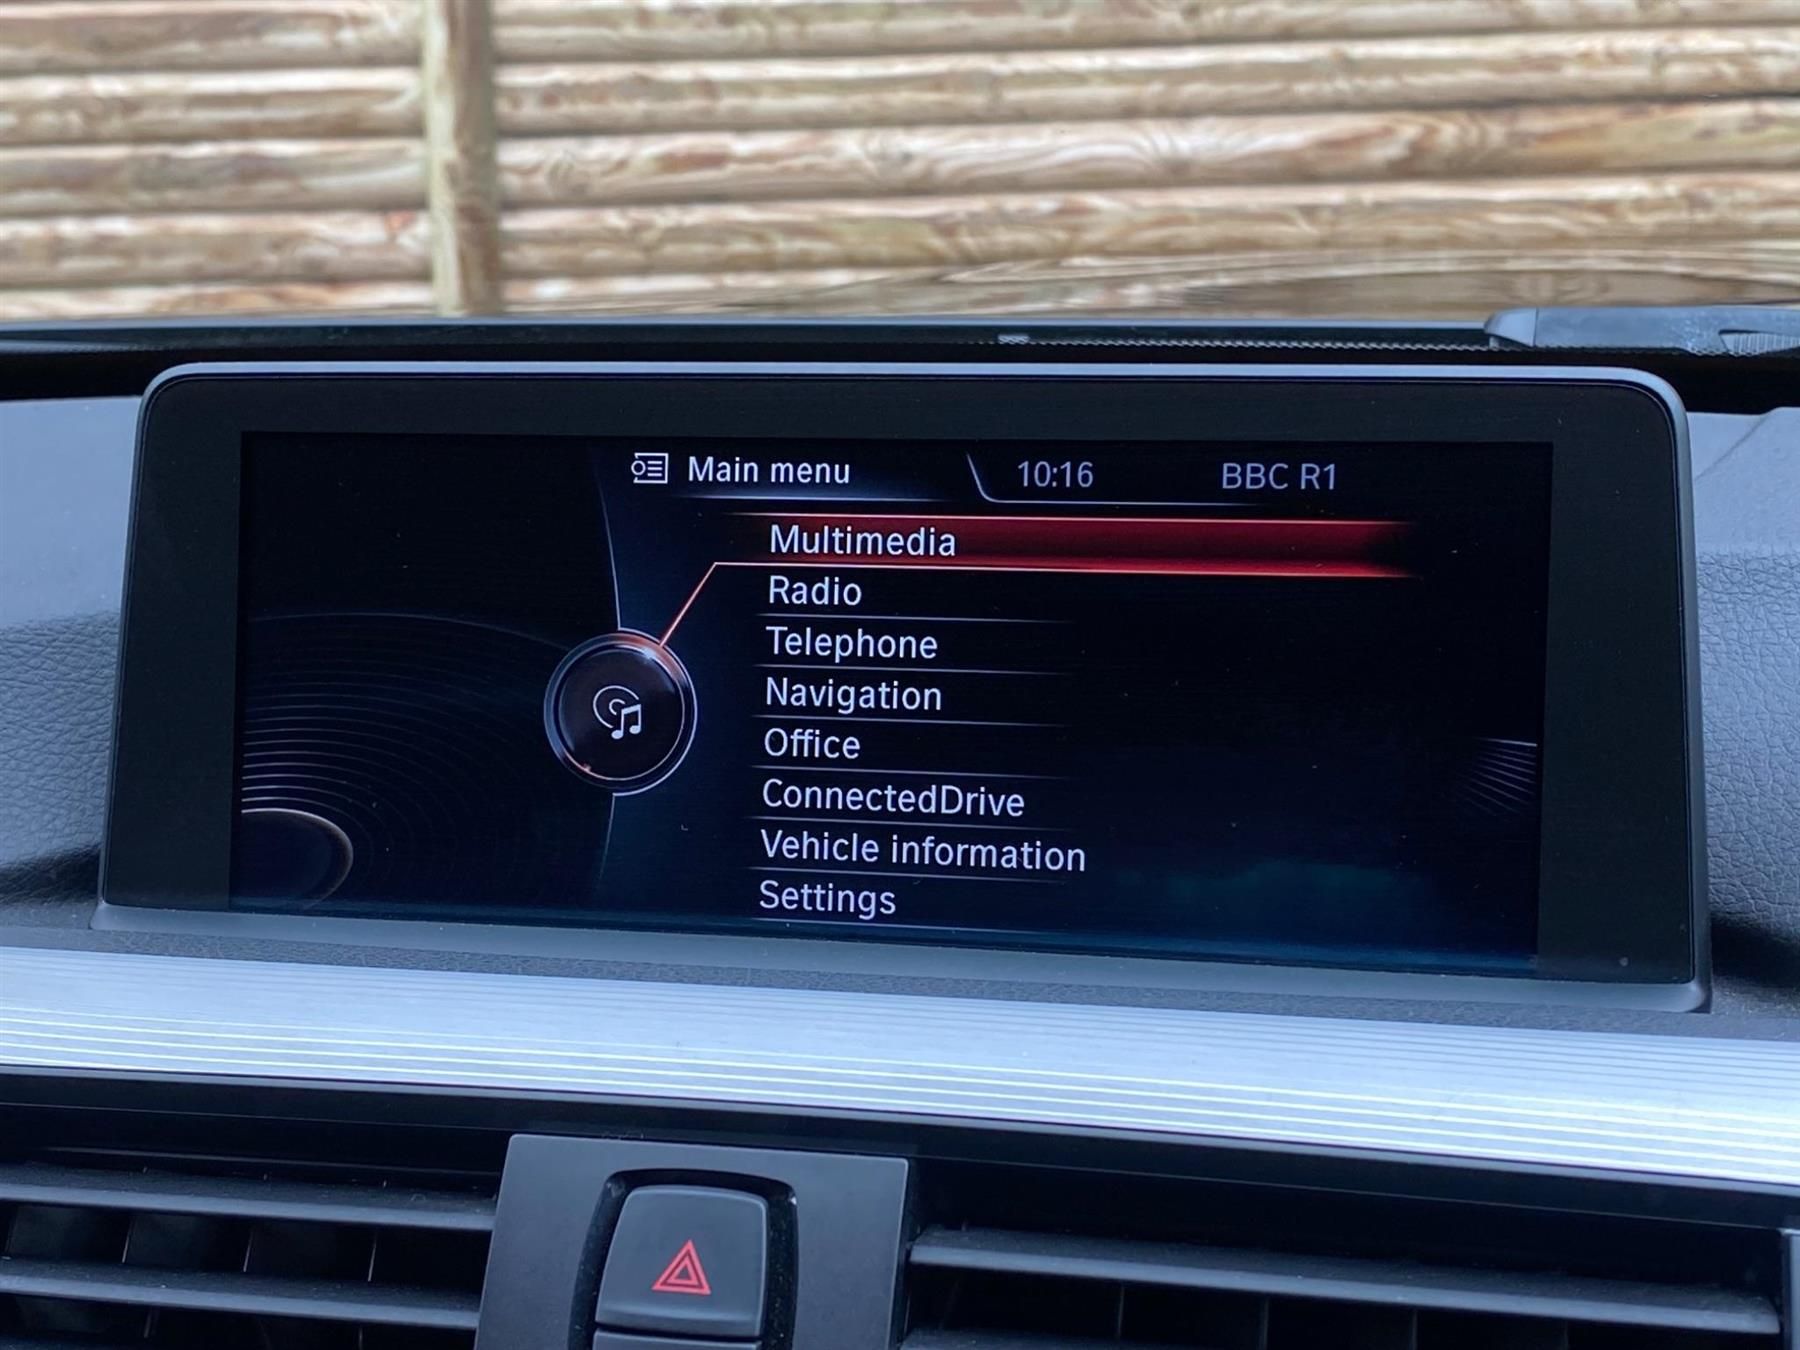 Main menu 10:16 BBC R1
Multimedia
Radio
Telephone
Navigation
Office
ConnectedDrive
Vehicle information
Settings